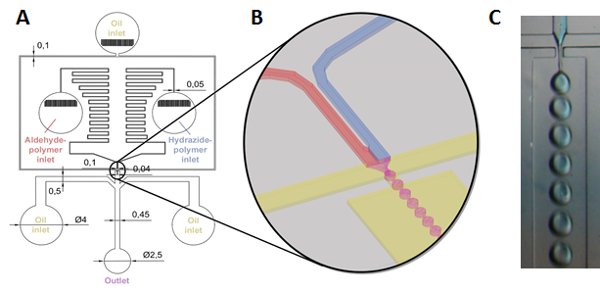 A
B
C
Oil
inlet
0,1
0,05
Aldehyde-
polymer
inlet
Hydrazide-
polymer
inlet
0,1
0,04
0,5
0,45
Oil
inlet
Ø4
Oil
inlet
Ø2,5
Outlet